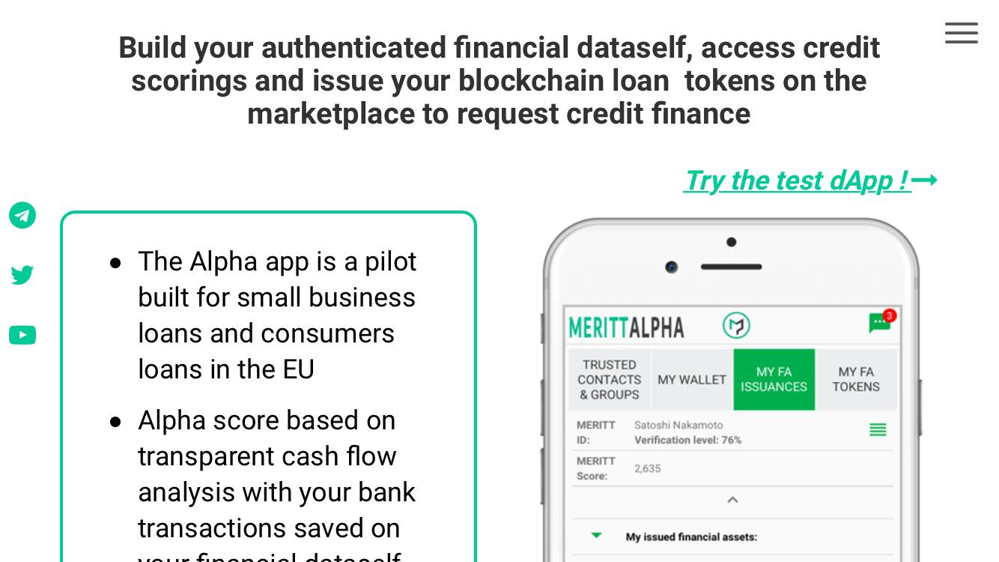 Build your authenticated financial dataself, access credit
scorings and issue your blockchain loan  tokens on the
marketplace to request credit finance
Try the test dApp !
The Alpha app is a pilot
built for small business
loans and consumers
loans in the EU
Alpha score based on
transparent cash flow
analysis with your bank
transactions saved on
your financial dataself
MERITTALPHA
3
TRUSTED
CONTACTS
& GROUPS
MY WALLET
MY FA
ISSUANCES
MY FA
TOKENS
MERITT
ID:
Satoshi Nakamoto
Verification level: 76%
MERITT
Score:
2,635
My issued financial assets: